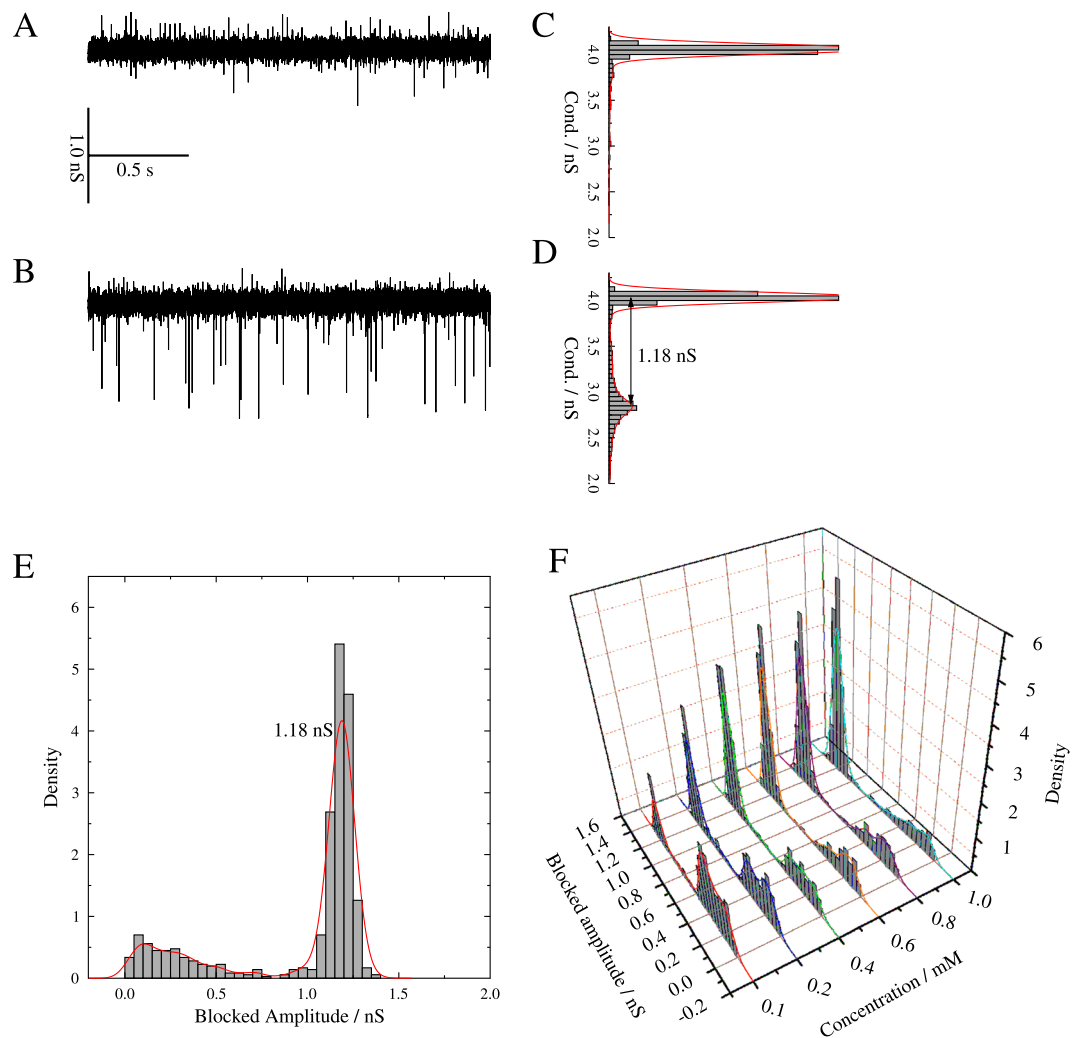 A
1.0 nS
0.5 s
B
C
4.0
3.5
3.0
2.5
2.0
Cond. / nS
D
4.0
3.5
3.0
2.5
2.0
Cond. / nS
1.18 nS
E
6
5
4
3
2
1
0
Density
1.18 nS
0.0 0.5 1.0 1.5 2.0
Blocked Amplitude / nS
F
6
5
4
3
2
1
Density
1.6
1.4
1.2
1.0
0.8
0.6
0.4
0.2
0.0
-0.2
Blocked amplitude / nS
0.1 0.2 0.4 0.6 0.8 1.0
Concentration / mM